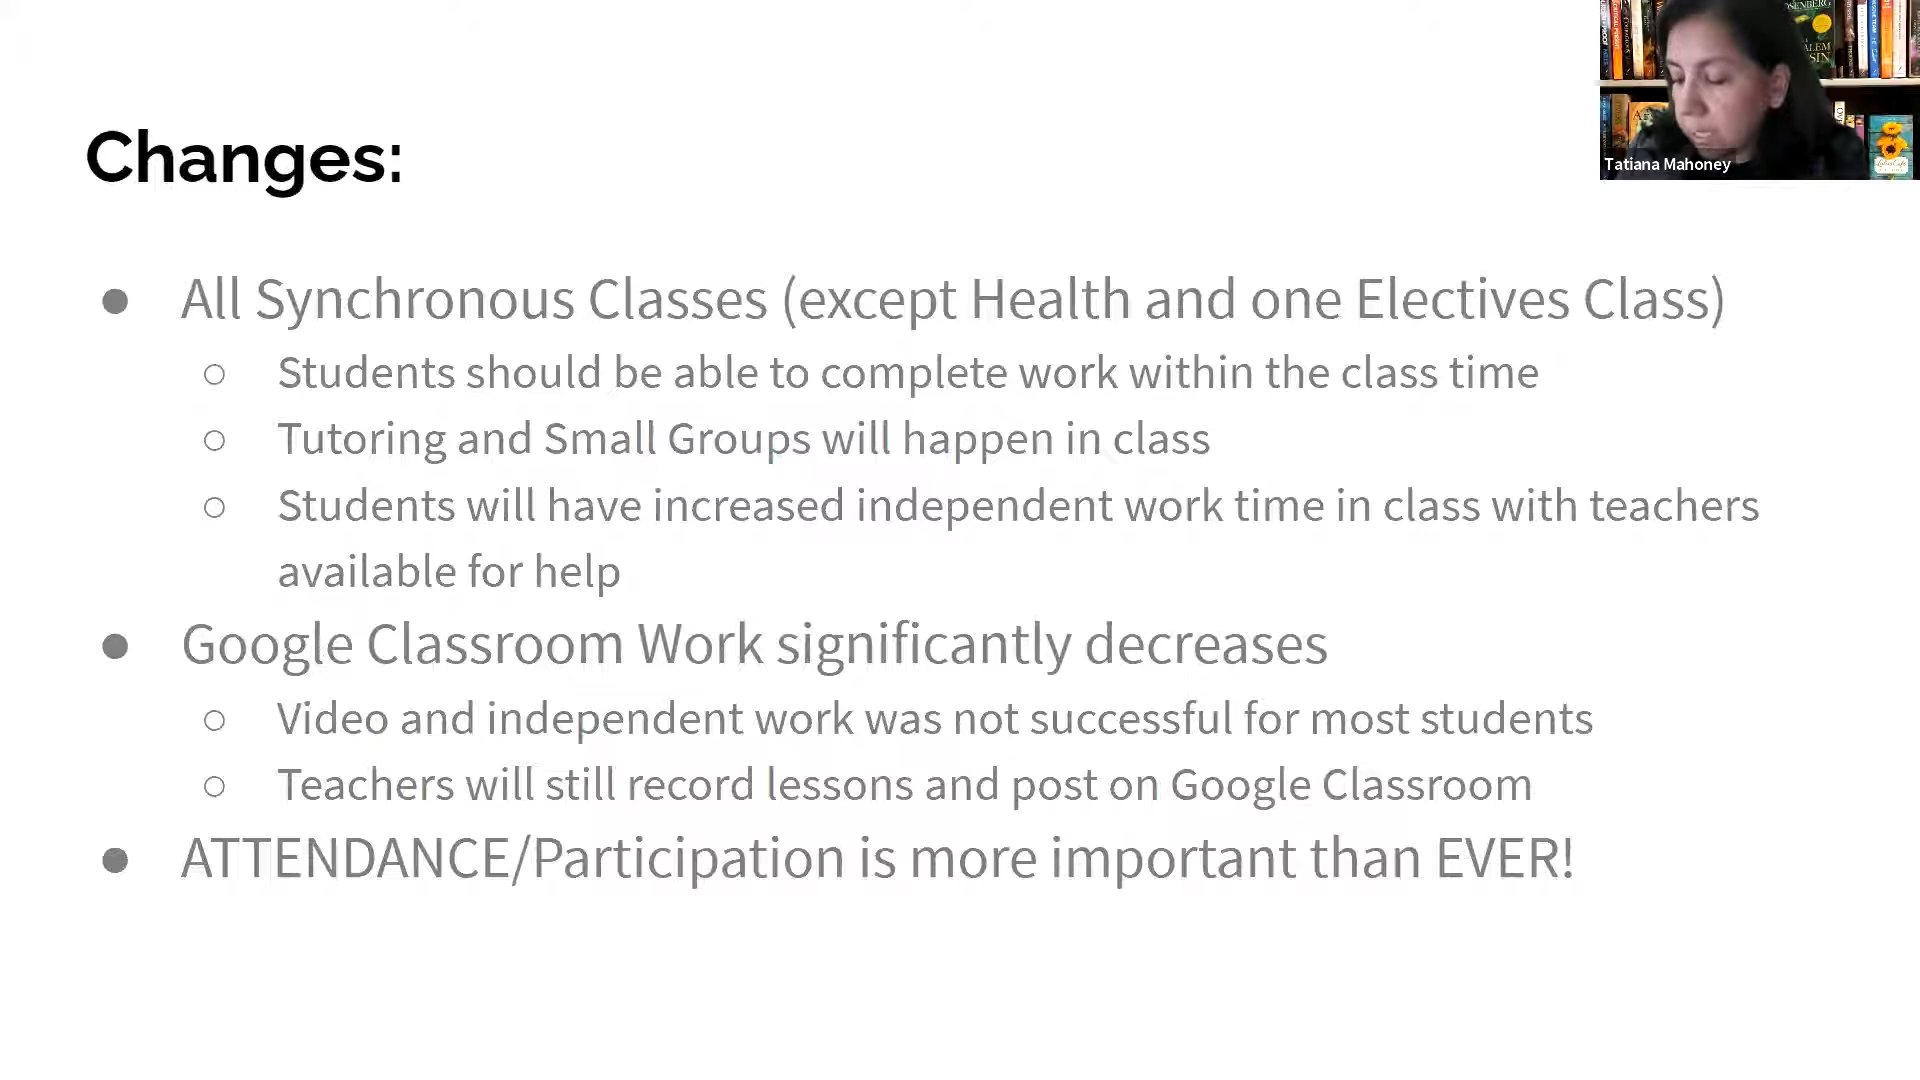 Changes:
● All Synchronous Classes (except Health and one Electives Class)
○ Students should be able to complete work within the class time
○ Tutoring and Small Groups will happen in class
○ Students will have increased independent work time in class with teachers
available for help
● Google Classroom Work significantly decreases
○ Video and independent work was not successful for most students
○ Teachers will still record lessons and post on Google Classroom
● ATTENDANCE/Participation is more important than EVER!
Tatiana Mahoney